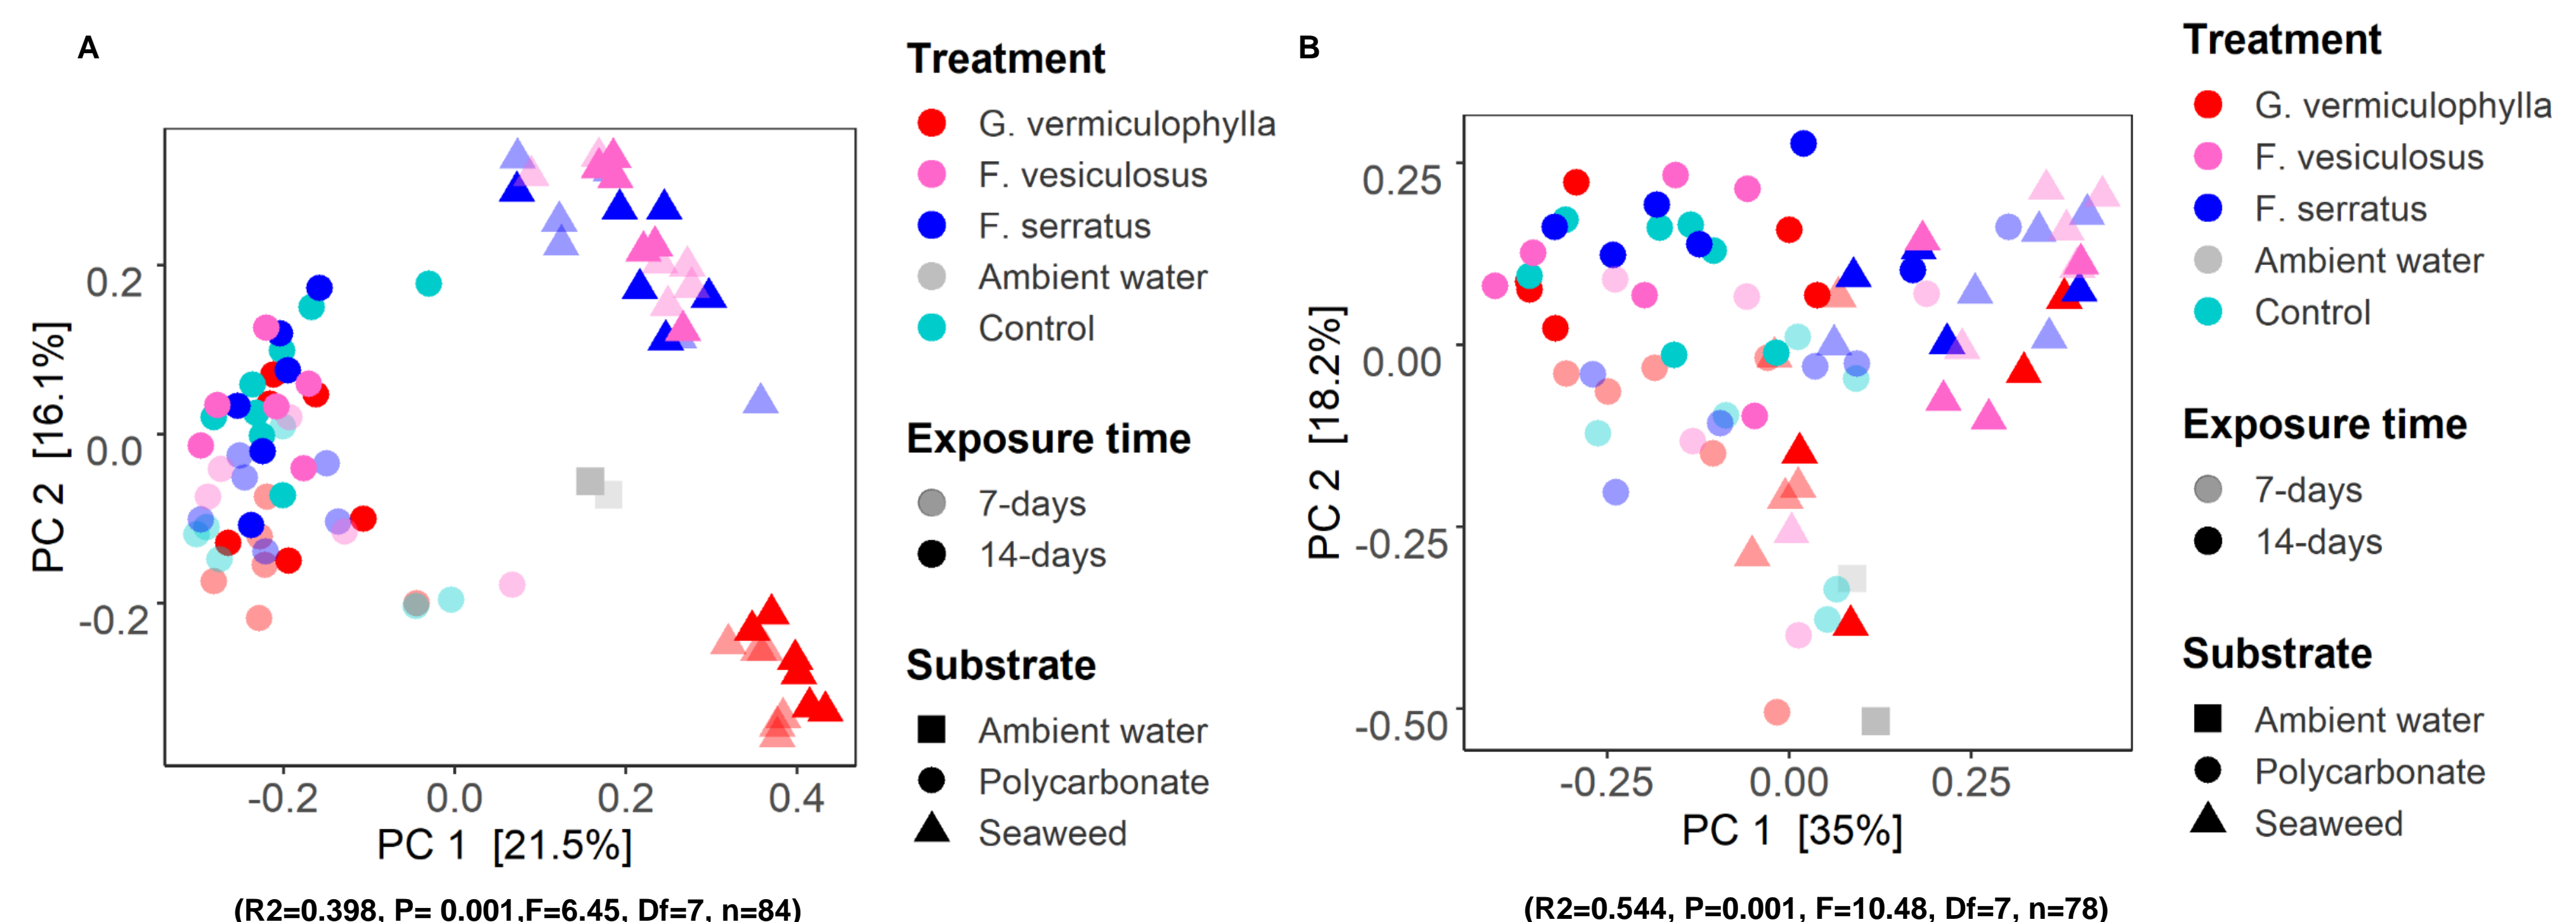 A
Treatment
G. vermiculophylla
F. vesiculosus
F. serratus
Ambient water
Control
Exposure time
7-days
14-days
Substrate
Ambient water
Polycarbonate
Seaweed
PC 2 [16.1%]
0.2
0.0
-0.2
-0.2 0.0 0.2 0.4
PC 1 [21.5%]
(R2=0.398, P= 0.001,F=6.45, Df=7, n=84)
B
Treatment
G. vermiculophylla
F. vesiculosus
F. serratus
Ambient water
Control
Exposure time
7-days
14-days
Substrate
Ambient water
Polycarbonate
Seaweed
PC 2 [18.2%]
0.25
0.00
-0.25
-0.50
-0.25 0.00 0.25
PC 1 [35%]
(R2=0.544, P=0.001, F=10.48, Df=7, n=78)